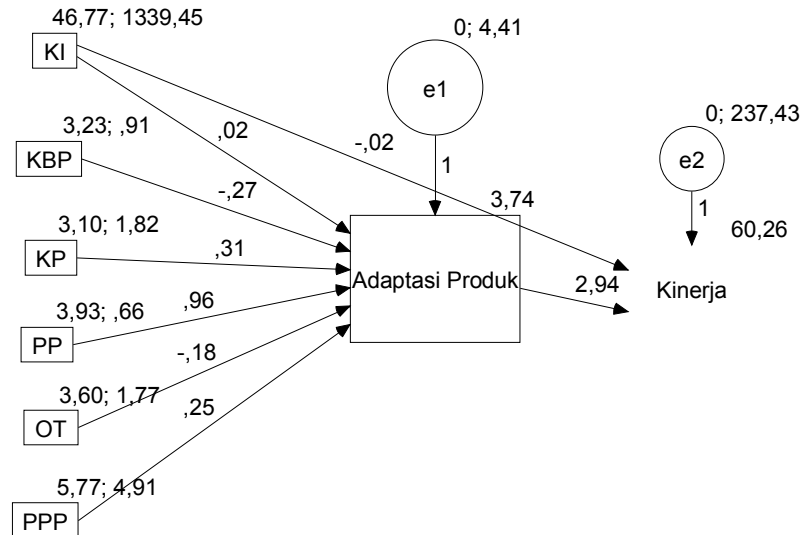 46,77; 1339,45
KI
0; 4,41
e1
,02
-,02
1
0; 237,43
e2
1
3,23; ,91
KBP
-,27
3,74
60,26
3,10; 1,82
KP
,31
Adaptasi Produk
2,94
Kinerja
3,93; ,66
PP
,96
-,18
3,60; 1,77
OT
,25
5,77; 4,91
PPP